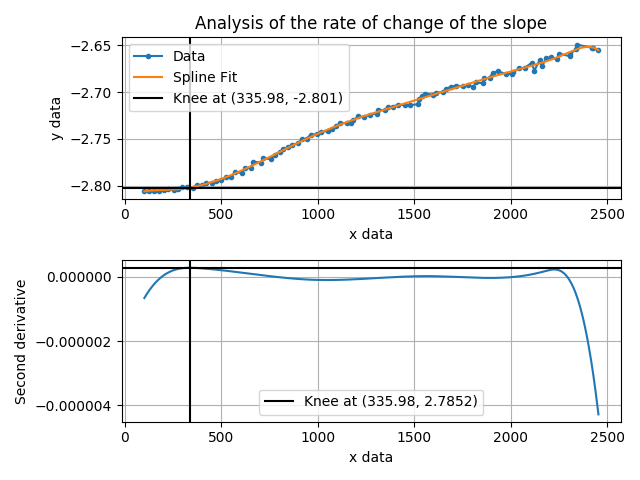 Analysis of the rate of change of the slope
−2.65
−2.70
−2.75
−2.80
y data
Data
Spline Fit
Knee at (335.98, -2.801)
0 500 1000 1500 2000 2500
x data
0.000000
−0.000002
−0.000004
Second derivative
Knee at (335.98, 2.7852)
0 500 1000 1500 2000 2500
x data